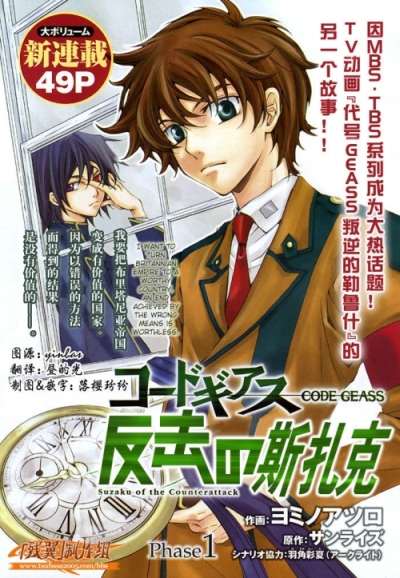 大ボリューム
新連載
49P
因MBS・TBS系列成为大热话题！
TV动画『代号GEASS 叛逆的勒鲁什』的
另一个故事！！
I WANT TO
TURN
BRITANNIAN
EMPIRE TO A
WORTHY
COUNTRY.
AN END
ACHIEVED BY
THE WRONG
MEANS IS
WORTHLESS.
我要把布里塔尼亚帝国
变成有价值的国家。
因为以错误的方法
而得到的结果
是没有价值的——。
图源：yinbas
翻译：昼的光
制图&嵌字：落樱玲衿
コードギアス
CODE GEASS
反击の斯扎克
Suzaku of the Counterattack
作画：ヨミノアツロ
原作：サンライズ
シナリオ協力：羽角彩夏（アークライト）
Phase1